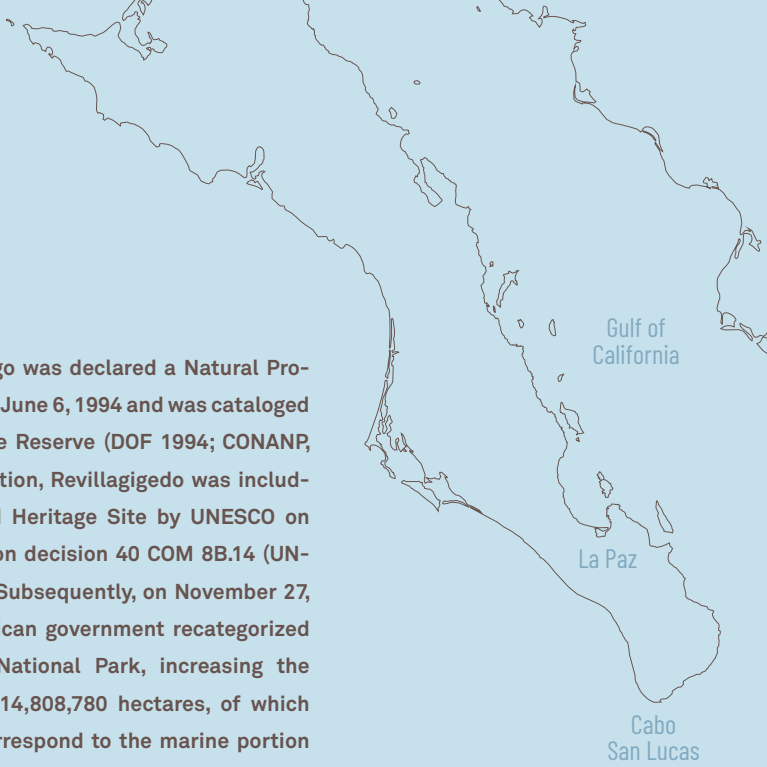 go was declared a Natural Pro-
June 6, 1994 and was cataloged
e Reserve (DOF 1994; CONANP,
tion, Revillagigedo was includ-
Heritage Site by UNESCO on
on decision 40 COM 8B.14 (UN-
Subsequently, on November 27,
ican government recategorized
National Park, increasing the
14,808,780 hectares, of which
rrespond to the marine portion
Gulf of
California
La Paz
Cabo
San Lucas